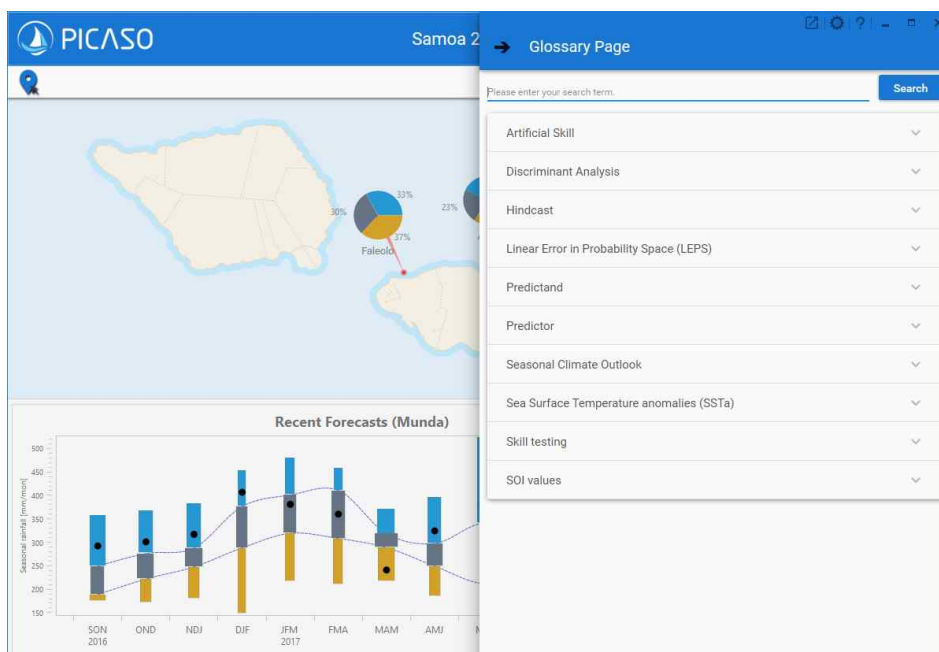 PICASO
Samoa 2
Glossary Page
Please enter your search term.
Search
Artificial Skill
Discriminant Analysis
Hindcast
Linear Error in Probability Space (LEPS)
Predictand
Predictor
Seasonal Climate Outlook
Sea Surface Temperature anomalies (SSTa)
Skill testing
SOI values
33%
30%
37%
Faleolo
23%
Recent Forecasts (Munda)
Seasonal rainfall [mm/mon]
500
450
400
350
300
250
200
150
SON OND NDJ DJF JFM FMA MAM AMJ
2016 2017